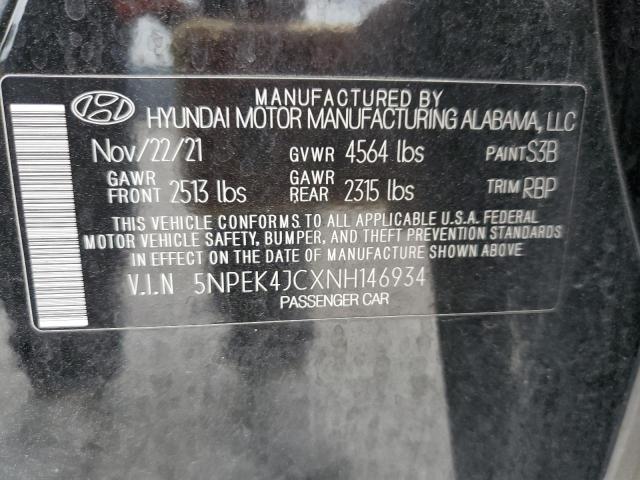 MANUFACTURED BY
HYUNDAI MOTOR MANUFACTURING ALABAMA, LLC
Nov/22/21 GVWR 4564 lbs PAINT S3B
GAWR FRONT 2513 lbs GAWR REAR 2315 lbs TRIM RBP
THIS VEHICLE CONFORMS TO ALL APPLICABLE U.S.A. FEDERAL
MOTOR VEHICLE SAFETY, BUMPER, AND THEFT PREVENTION STANDARDS
IN EFFECT ON THE DATE OF MANUFACTURE SHOWN ABOVE.
V.I.N 5NPEK4JCXNH146934
PASSENGER CAR